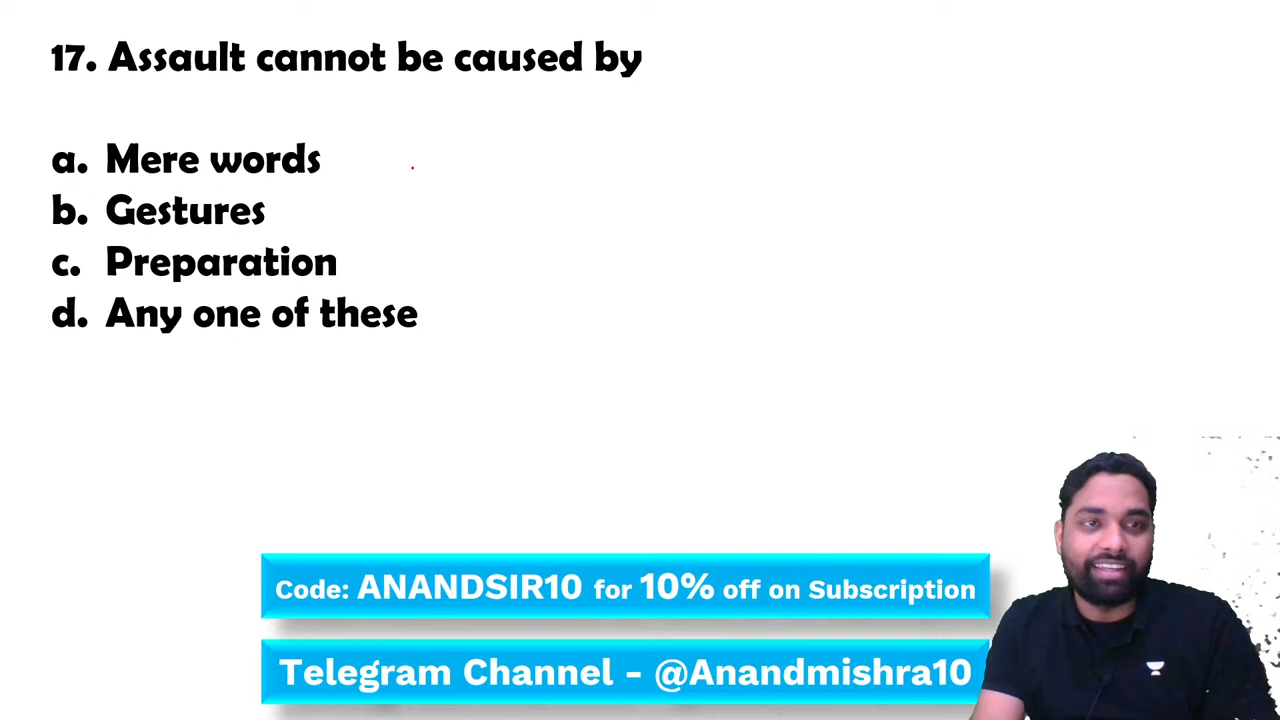 17. Assault cannot be caused by
a. Mere words
b. Gestures
c. Preparation
d. Any one of these
Code: ANANDSIR10 for 10% off on Subscription
Telegram Channel - @Anandmishra10